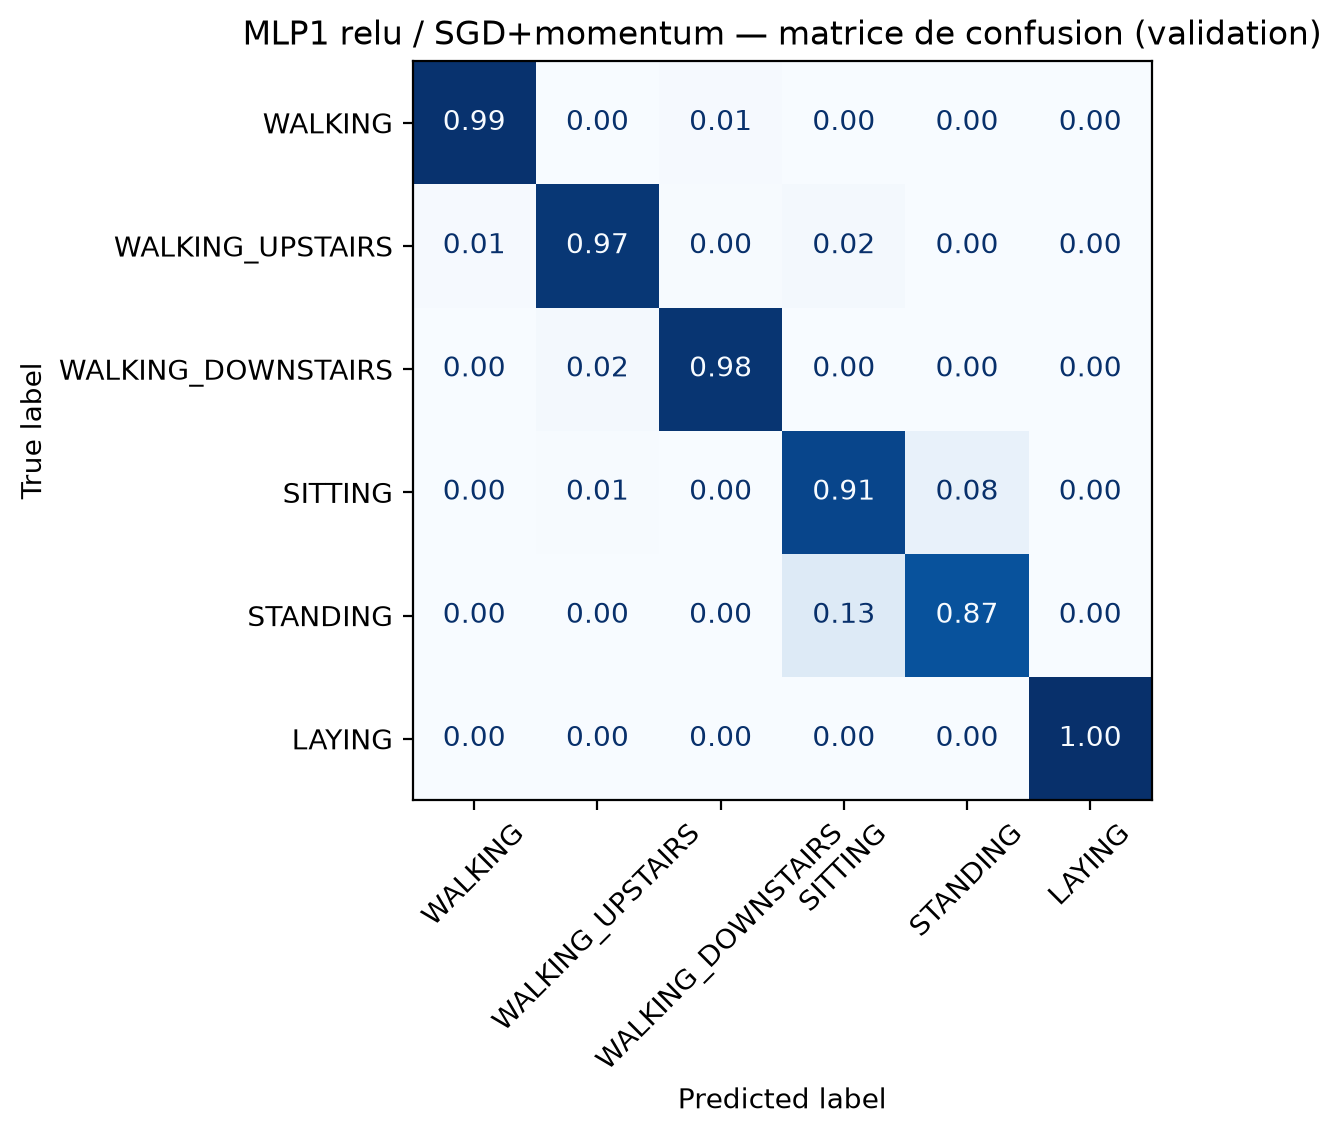 MLP1 relu / SGD+momentum — matrice de confusion (validation)
True label
WALKING 0.99 0.00 0.01 0.00 0.00 0.00
WALKING_UPSTAIRS 0.01 0.97 0.00 0.02 0.00 0.00
WALKING_DOWNSTAIRS 0.00 0.02 0.98 0.00 0.00 0.00
SITTING 0.00 0.01 0.00 0.91 0.08 0.00
STANDING 0.00 0.00 0.00 0.13 0.87 0.00
LAYING 0.00 0.00 0.00 0.00 0.00 1.00
WALKING
WALKING_UPSTAIRS
WALKING_DOWNSTAIRS
SITTING
STANDING
LAYING
Predicted label